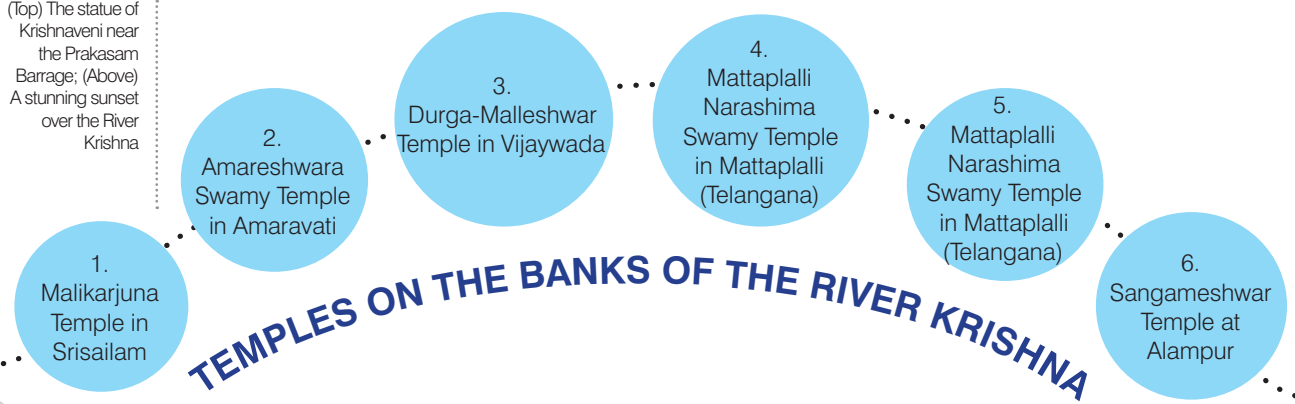 (Top) The statue of
Krishnaveni near
the Prakasam
Barrage; (Above)
A stunning sunset
over the River
Krishna
1.
Malikarjuna
Temple in
Srisailam
2.
Amareshwara
Swamy Temple
in Amaravati
3.
Durga-Malleshwar
Temple in Vijaywada
4.
Mattaplalli
Narashima
Swamy Temple
in Mattaplalli
(Telangana)
5.
Mattaplalli
Narashima
Swamy Temple
in Mattaplalli
(Telangana)
6.
Sangameshwar
Temple at
Alampur
TEMPLES ON THE BANKS OF THE RIVER KRISHNA